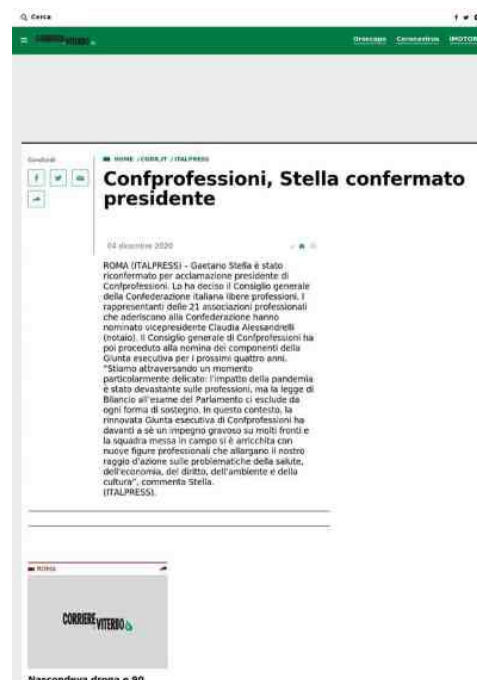 Cerca
CORRIERE VITERBO
Oroscopo Coronavirus IMOTORI
Condividi:
HOME / CORR.IT / ITALPRESS
Confprofessioni, Stella confermato
presidente
04 dicembre 2020
ROMA (ITALPRESS) - Gaetano Stella è stato
riconfermato per acclamazione presidente di
Confprofessioni. Lo ha deciso il Consiglio generale
della Confederazione italiana libere professioni. I
rappresentanti delle 21 associazioni professionali
che aderiscono alla Confederazione hanno
nominato vicepresidente Claudia Alessandrelli
(notaio). Il Consiglio generale di Confprofessioni ha
poi proceduto alla nomina dei componenti della
Giunta esecutiva per i prossimi quattro anni.
"Stiamo attraversando un momento
particolarmente delicato: l'impatto della pandemia
è stato devastante sulle professioni, ma la legge di
Bilancio all'esame del Parlamento ci esclude da
ogni forma di sostegno. In questo contesto, la
rinnovata Giunta esecutiva di Confprofessioni ha
davanti a sé un impegno gravoso su molti fronti e
la squadra messa in campo si è arricchita con
nuove figure professionali che allargano il nostro
raggio d'azione sulle problematiche della salute,
dell'economia, del diritto, dell'ambiente e della
cultura", commenta Stella.
(ITALPRESS).
ROMA
CORRIERE VITERBO
Nascondeva droga e 90